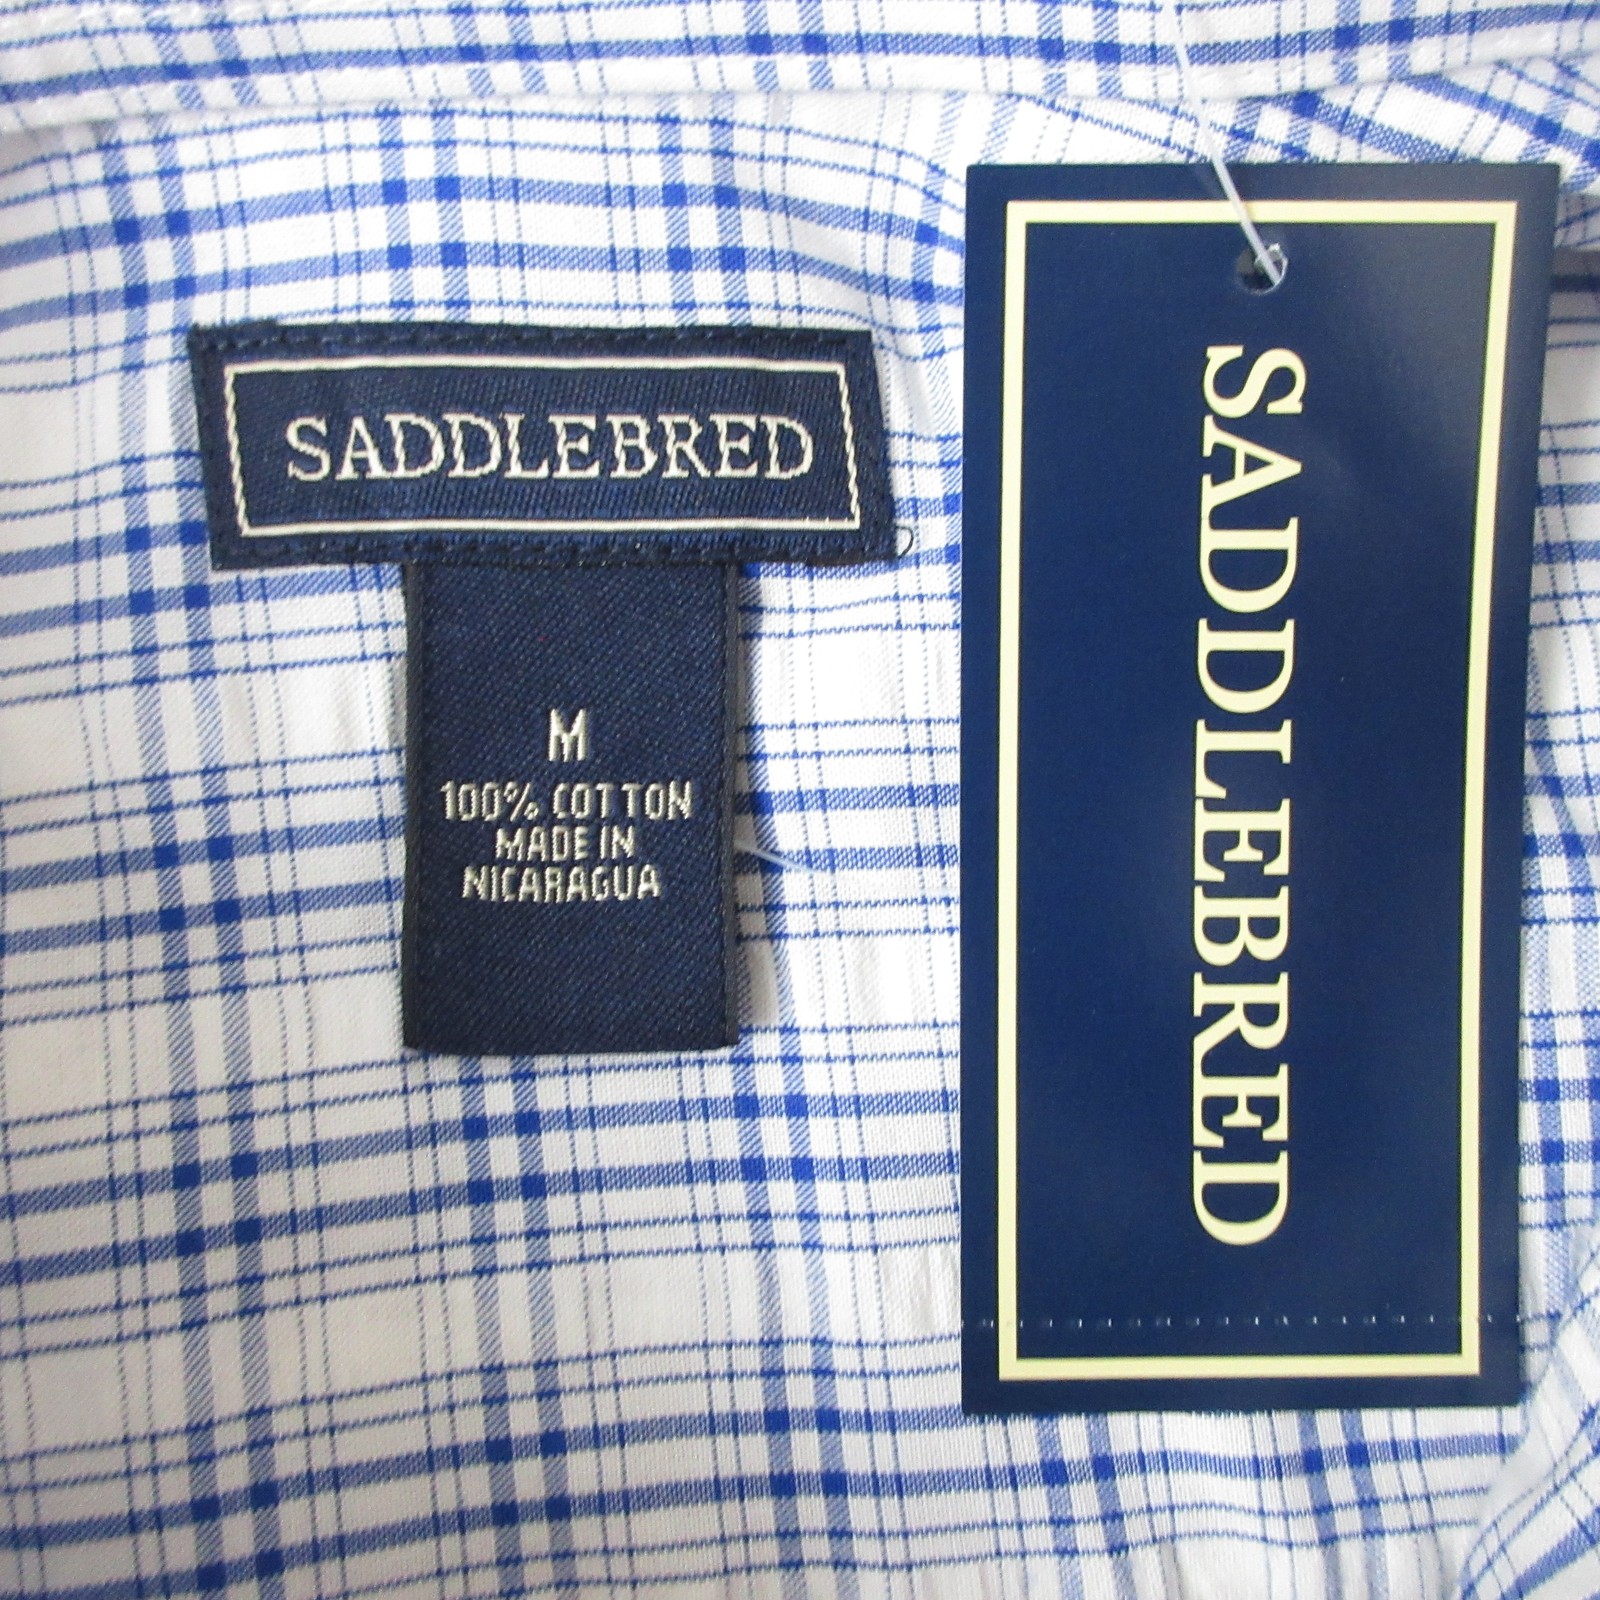 SADDLEBRED
M
100% COTTON
MADE IN
NICARAGUA
SADDLEBRED